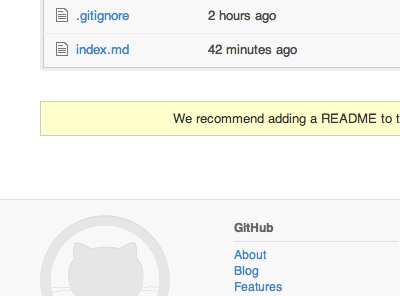 .gitignore 2 hours ago
index.md 42 minutes ago
We recommend adding a README to t
GitHub
About
Blog
Features